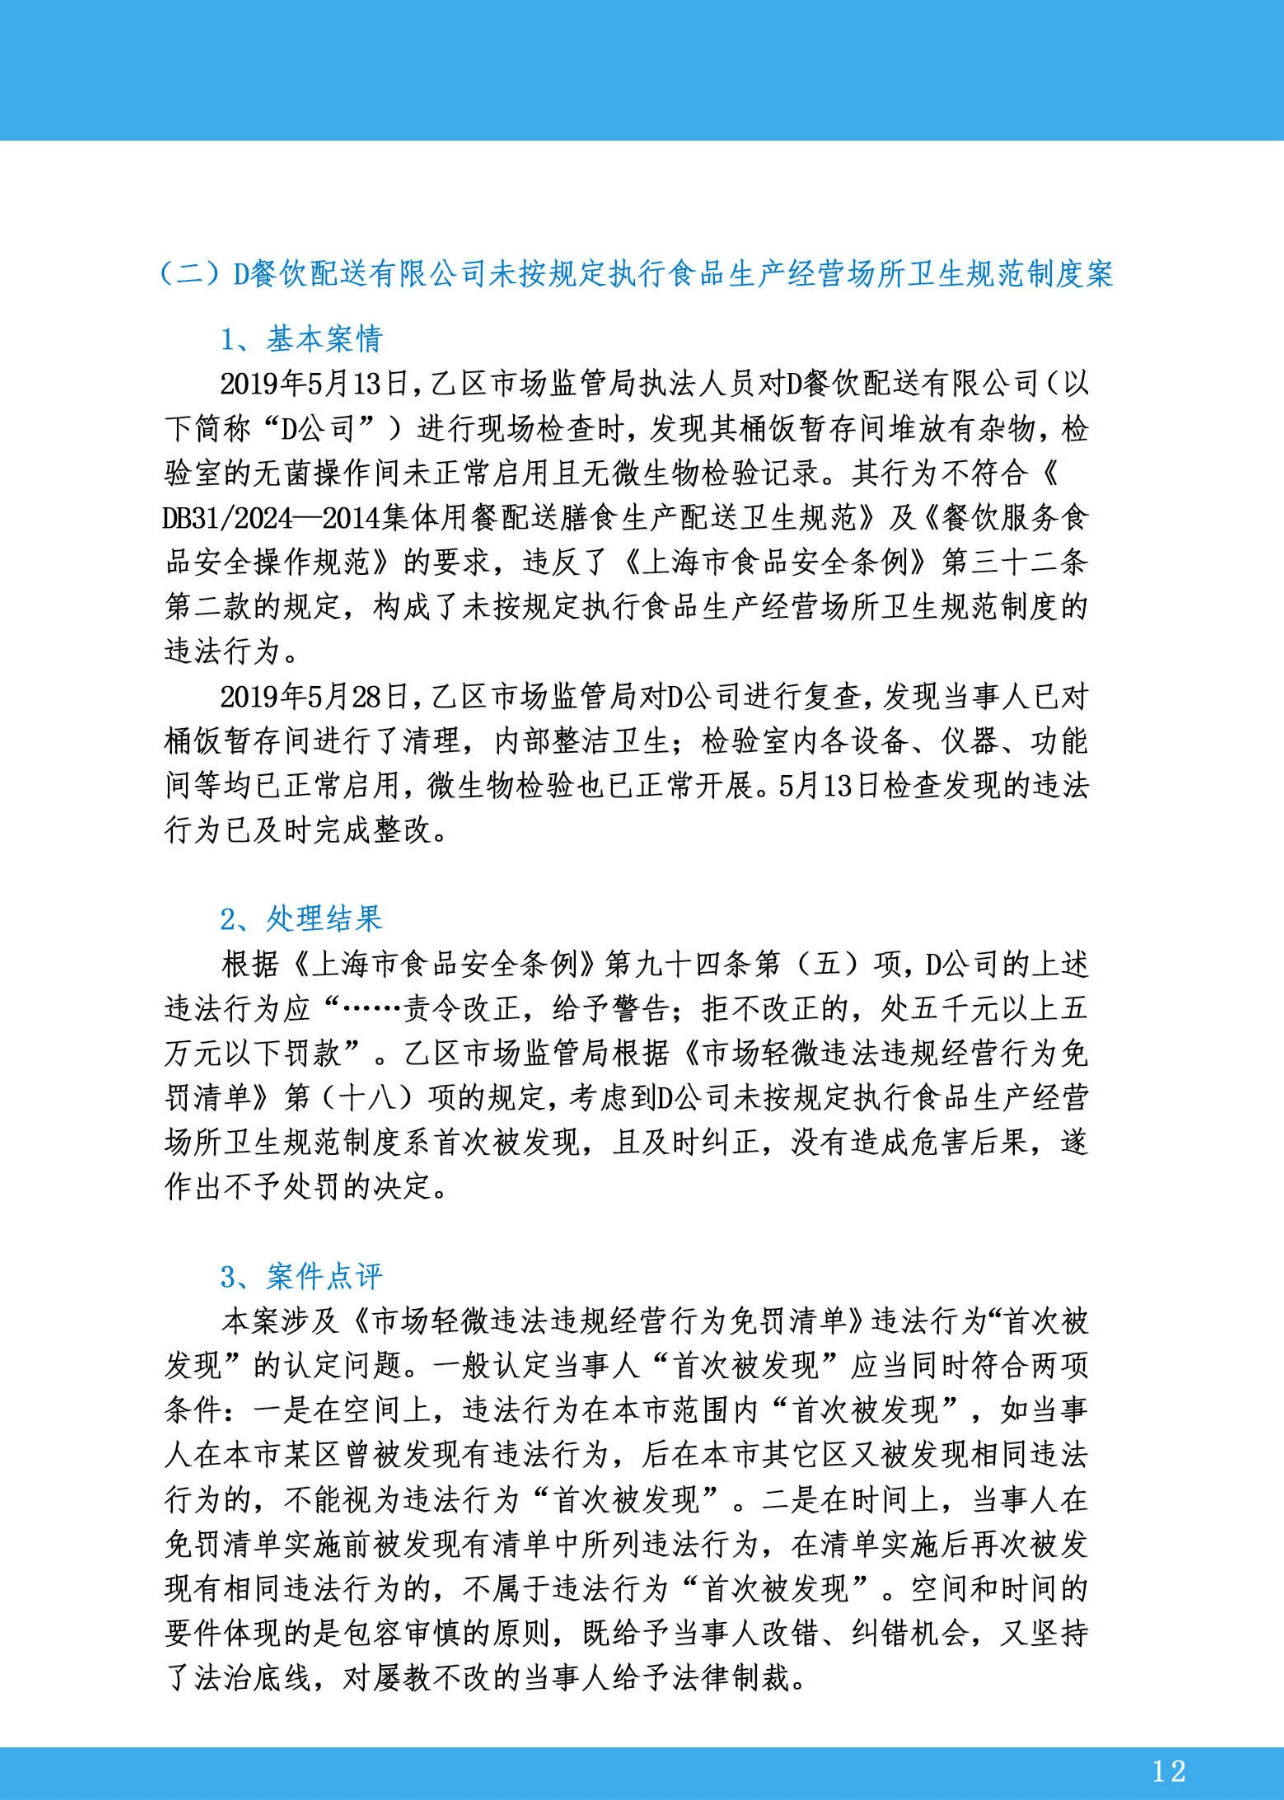 （二）D餐饮配送有限公司未按规定执行食品生产经营场所卫生规范制度案
1、基本案情
2019年5月13日，乙区市场监管局执法人员对D餐饮配送有限公司（以
下简称“D公司”）进行现场检查时，发现其桶饭暂存间堆放有杂物，检
验室的无菌操作间未正常启用且无微生物检验记录。其行为不符合《
DB31/2024—2014集体用餐配送膳食生产配送卫生规范》及《餐饮服务食
品安全操作规范》的要求，违反了《上海市食品安全条例》第三十二条
第二款的规定，构成了未按规定执行食品生产经营场所卫生规范制度的
违法行为。
2019年5月28日，乙区市场监管局对D公司进行复查，发现当事人已对
桶饭暂存间进行了清理，内部整洁卫生；检验室内各设备、仪器、功能
间等均已正常启用，微生物检验也已正常开展。5月13日检查发现的违法
行为已及时完成整改。
2、处理结果
根据《上海市食品安全条例》第九十四条第（五）项，D公司的上述
违法行为应“……责令改正，给予警告；拒不改正的，处五千元以上五
万元以下罚款”。乙区市场监管局根据《市场轻微违法违规经营行为免
罚清单》第（十八）项的规定，考虑到D公司未按规定执行食品生产经营
场所卫生规范制度系首次被发现，且及时纠正，没有造成危害后果，遂
作出不予处罚的决定。
3、案件点评
本案涉及《市场轻微违法违规经营行为免罚清单》违法行为“首次被
发现”的认定问题。一般认定当事人“首次被发现”应当同时符合两项
条件：一是在空间上，违法行为在本市范围内“首次被发现”，如当事
人在本市某区曾被发现有违法行为，后在本市其它区又被发现相同违法
行为的，不能视为违法行为“首次被发现”。二是在时间上，当事人在
免罚清单实施前被发现有清单中所列违法行为，在清单实施后再次被发
现有相同违法行为的，不属于违法行为“首次被发现”。空间和时间的
要件体现的是包容审慎的原则，既给予当事人改错、纠错机会，又坚持
了法治底线，对屡教不改的当事人给予法律制裁。
12